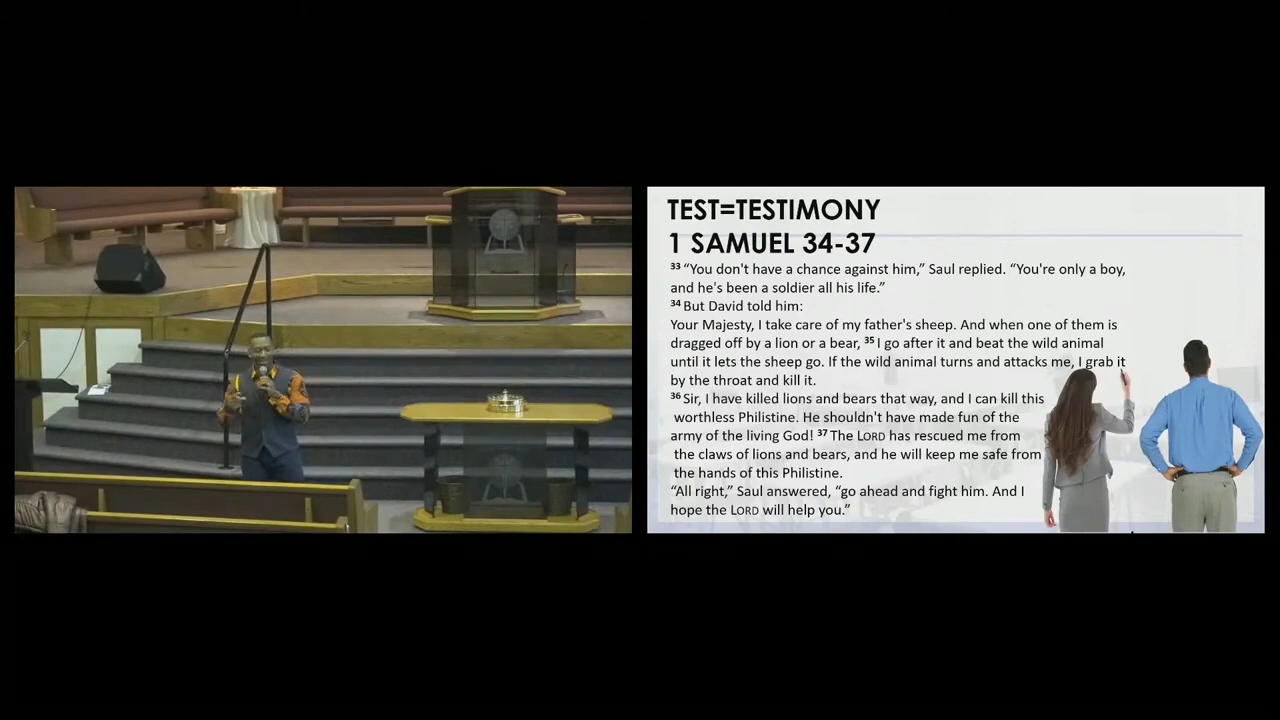 TEST=TESTIMONY
1 SAMUEL 34-37
33 “You don't have a chance against him,” Saul replied. “You're only a boy,
and he's been a soldier all his life.”
34 But David told him:
Your Majesty, I take care of my father's sheep. And when one of them is
dragged off by a lion or a bear, 35 I go after it and beat the wild animal
until it lets the sheep go. If the wild animal turns and attacks me, I grab it
by the throat and kill it.
36 Sir, I have killed lions and bears that way, and I can kill this
worthless Philistine. He shouldn't have made fun of the
army of the living God! 37 The LORD has rescued me from
the claws of lions and bears, and he will keep me safe from
the hands of this Philistine.
“All right,” Saul answered, “go ahead and fight him. And I
hope the LORD will help you.”